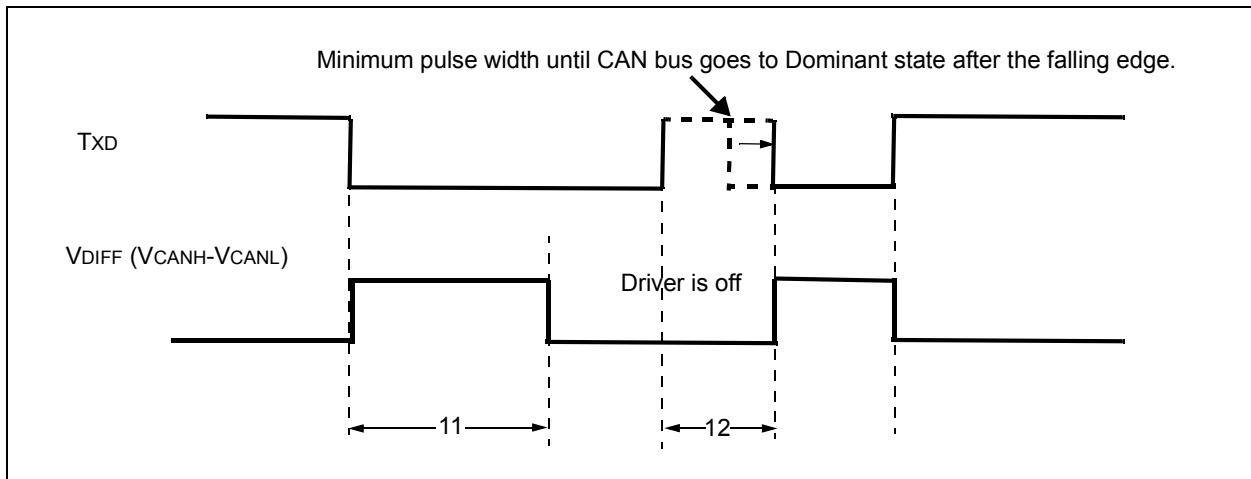 Minimum pulse width until CAN bus goes to Dominant state after the falling edge.
TXD
VDIFF (VCANH-VCANL)
Driver is off
11
12